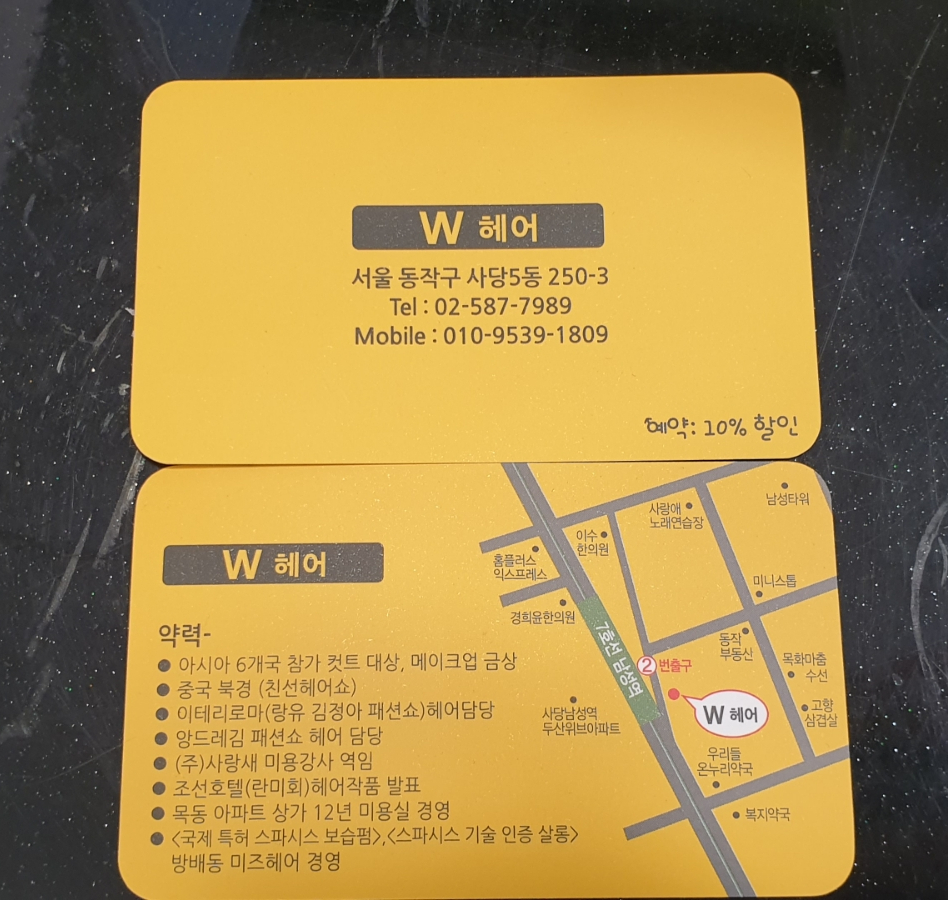 W 헤어
서울 동작구 사당5동 250-3
Tel : 02-587-7989
Mobile : 010-9539-1809
예약: 10% 할인
W 헤어
약력-
● 아시아 6개국 참가 컷트 대상, 메이크업 금상
● 중국 북경 (친선헤어쇼)
● 이테리로마(랑유 김정아 패션쇼)헤어담당
● 앙드레김 패션쇼 헤어 담당
● (주)사랑새 미용강사 역임
● 조선호텔(란미회)헤어작품 발표
● 목동 아파트 상가 12년 미용실 경영
● <국제 특허 스파시스 보습펌>,<스파시스 기술 인증 살롱>
방배동 미즈헤어 경영
남성타워
사랑애
노래연습장
이수
한의원
홈플러스
익스프레스
미니스톱
경희윤한의원
7호선 남성역
동작
부동산
2 번출구
목화마춤
수선
W 헤어
고향
삼겹살
사당남성역
두산위브아파트
우리들
온누리약국
복지약국